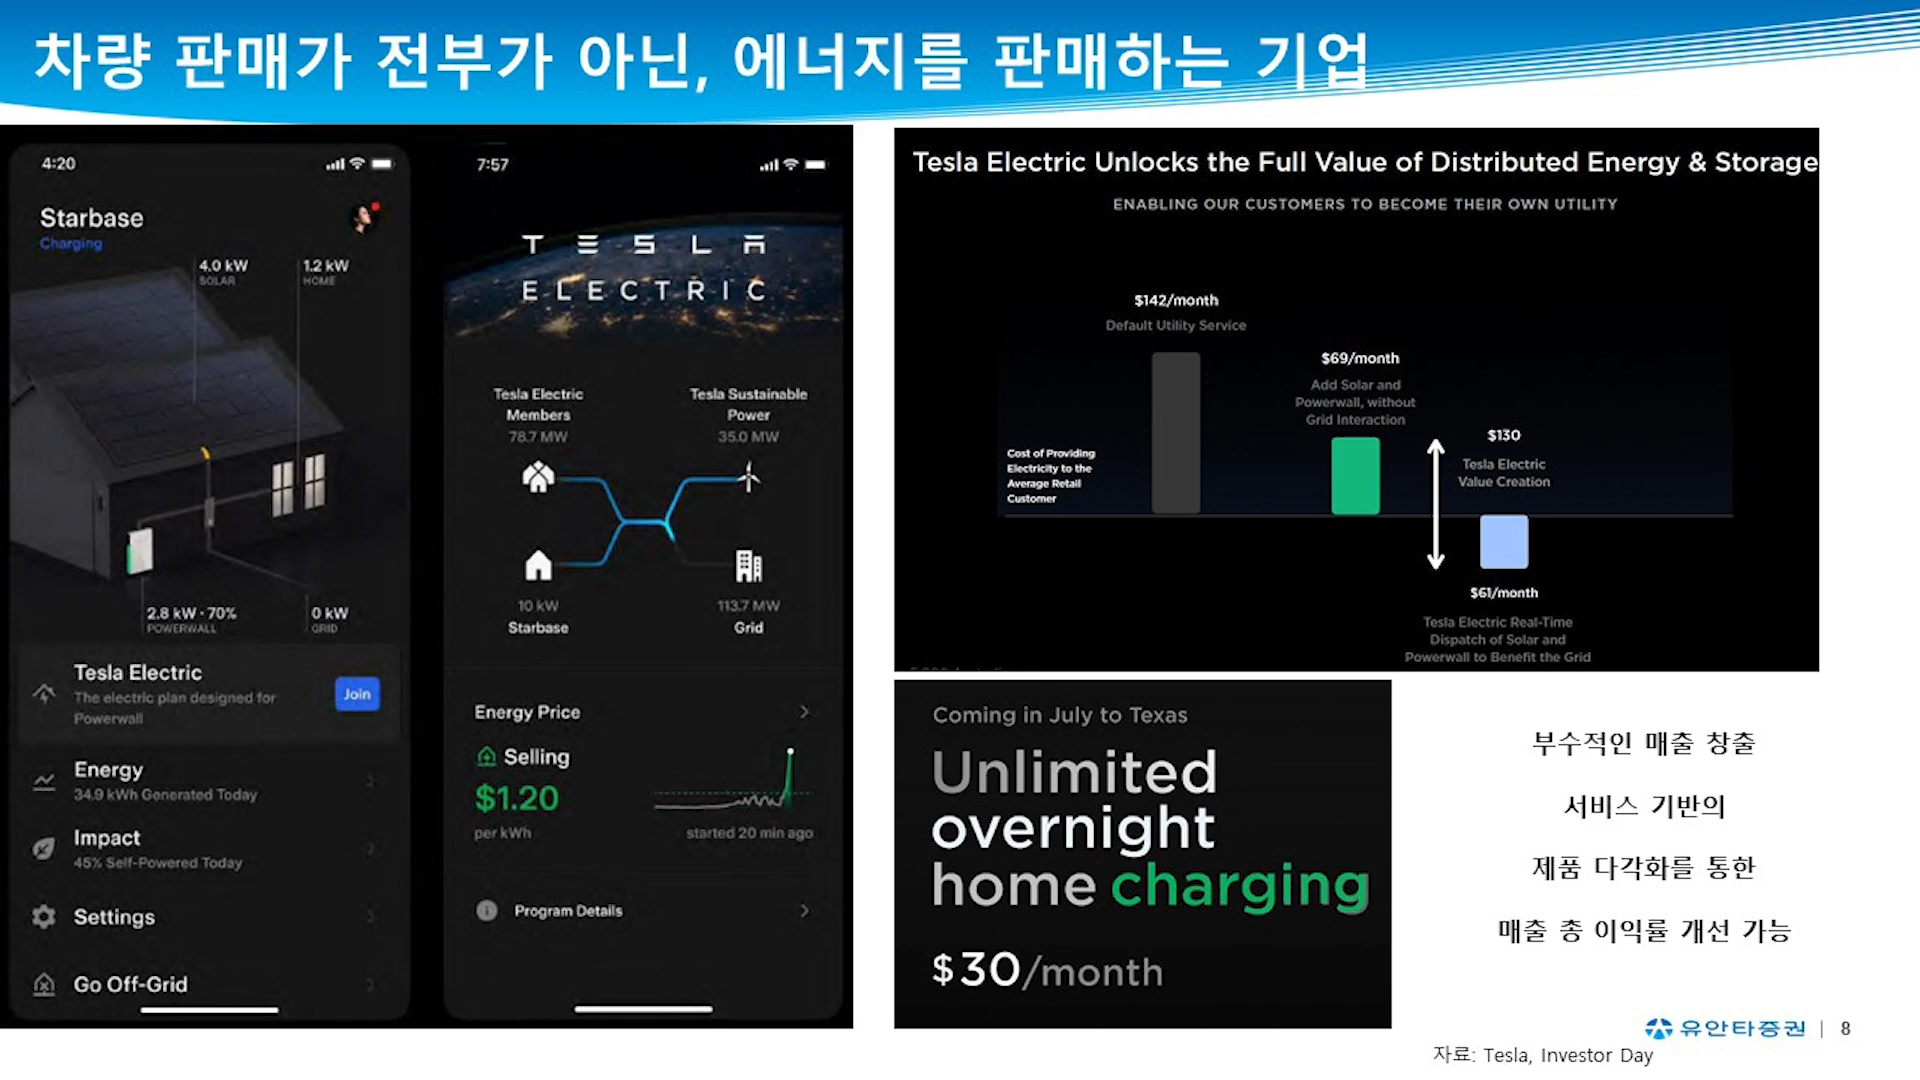 차량 판매가 전부가 아닌, 에너지를 판매하는 기업
4:20
Starbase
Charging
4.0 kW
SOLAR
1.2 kW
HOME
2.8 kW · 70%
POWERWALL
0 kW
GRID
Tesla Electric
The electric plan designed for
Powerwall
Join
Energy
34.9 kWh Generated Today
Impact
45% Self-Powered Today
Settings
Go Off-Grid
7:57
TESLA
ELECTRIC
Tesla Electric
Members
78.7 MW
Tesla Sustainable
Power
35.0 MW
10 kW
Starbase
113.7 MW
Grid
Energy Price
Selling
$1.20
per kWh
started 20 min ago
Program Details
Tesla Electric Unlocks the Full Value of Distributed Energy & Storage
ENABLING OUR CUSTOMERS TO BECOME THEIR OWN UTILITY
$142/month
Default Utility Service
$69/month
Add Solar and
Powerwall, without
Grid Interaction
$130
Tesla Electric
Value Creation
Cost of Providing
Electricity to the
Average Retail
Customer
$61/month
Tesla Electric Real-Time
Dispatch of Solar and
Powerwall to Benefit the Grid
Coming in July to Texas
Unlimited
overnight
home charging
$30/month
부수적인 매출 창출
서비스 기반의
제품 다각화를 통한
매출 총 이익률 개선 가능
유안타증권 | 8
자료: Tesla, Investor Day